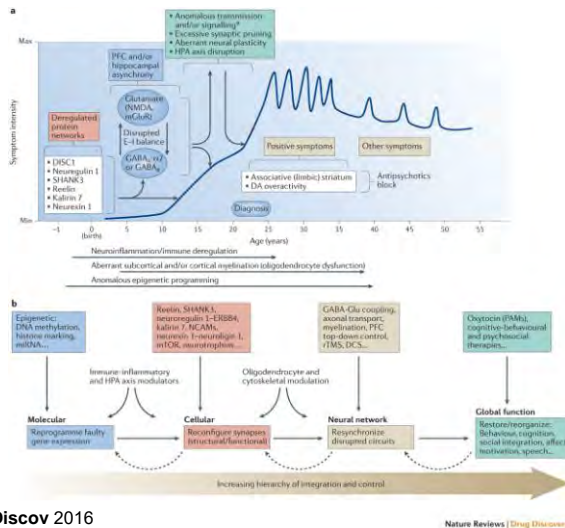 a
• Anomalous transmission
and/or signalling
• Excessive synaptic pruning
• Aberrant neural plasticity
• HPA axis disruption
Max
PFC and/or
hippocampal
asynchrony
Glutamate
(NMDA,
mGluR)
Disrupted
E–I balance
Deregulated
protein
networks
• DISC1
• Neuregulin 1
• SHANK3
• Reelin
• Kalirin 7
• Neurexin 1
Symptom intensity
Positive symptoms
Other symptoms
• Associative (limbic) striatum
• DA overactivity
Antipsychotics
block
Diagnosis
Min
–5
0
(birth)
5
10
15
20
25
30
35
40
45
50
55
Age (years)
Neuroinflammation/immune deregulation
Aberrant subcortical and/or cortical myelination (oligodendrocyte dysfunction)
Anomalous epigenetic programming
b
Epigenetic:
DNA methylation,
histone marking,
miRNA...
Reelin, SHANK3,
neuroregulin 1–ERBB4,
kalirin 7, NCAMs,
neurexin 1–neuroligin 1,
mTOR, neurotrophins...
GABA-Glu coupling,
axonal transport,
myelination, PFC
top-down control,
rTMS, DCS...
Oxytocin (PAMs),
cognitive-behavioural
and psychosocial
therapies...
Immune-inflammatory
and HPA axis modulators
Oligodendrocyte and
cytoskeletal modulation
Molecular
Reprogramme faulty
gene expression
Cellular
Reconfigure synapses
(structural/functional)
Neural network
Resynchronize
disrupted circuits
Global function
Restore/reorganize:
Behaviour, cognition,
social integration, affect,
motivation, speech...
Increasing hierarchy of integration and control
Discov 2016
Nature Reviews | Drug Discover